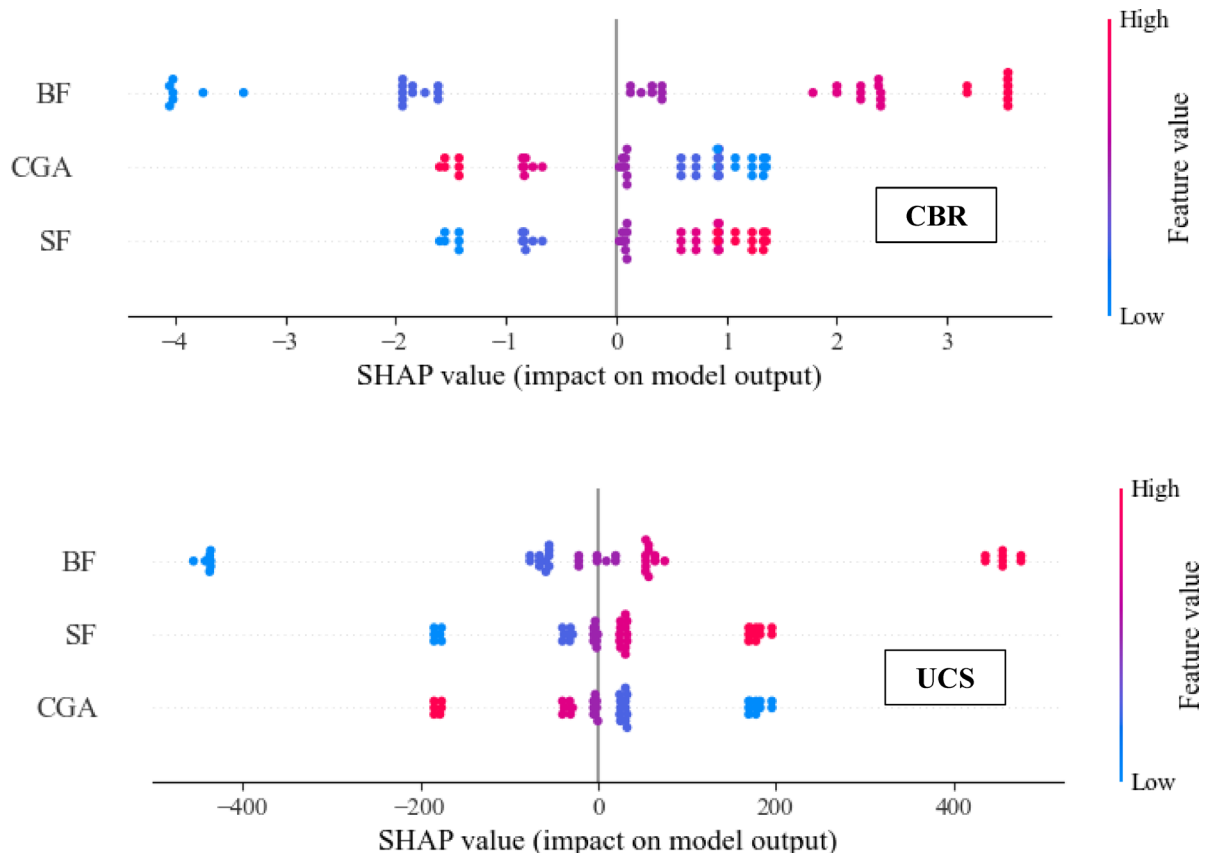 High
BF
CGA
SF
CBR
Feature value
Low
−4 −3 −2 −1 0 1 2 3
SHAP value (impact on model output)
High
BF
SF
CGA
UCS
Feature value
Low
−400 −200 0 200 400
SHAP value (impact on model output)